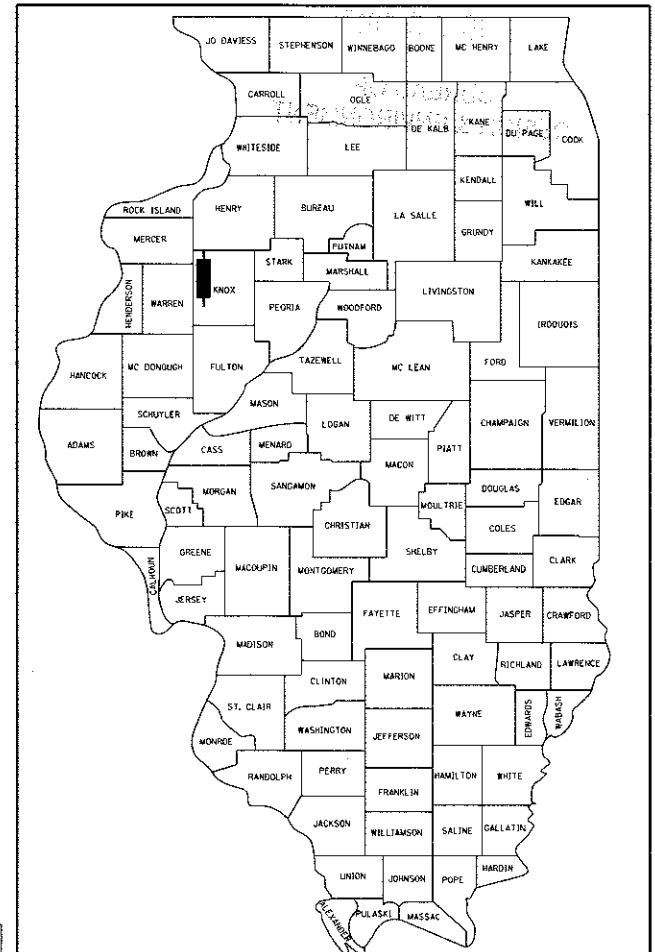 JO DAVIESS STEPHENSON WINNEBAGO BOONE MC HENRY LAKE
CARROLL OGLE DE KALB KANE DU PAGE COOK
WHITESIDE LEE
KENDALL WILL
ROCK ISLAND HENRY BUREAU LA SALLE GRUNDY
MERCER PUTNAM
STARK MARSHALL KANKAKEE
HENDERSON WARREN KNOX PEORIA WOODFORD LIVINGSTON IROQUOIS
HANCOCK MC DONOUGH FULTON TAZEWELL MC LEAN FORD
MASON
SCHUYLER LOGAN DE WITT CHAMPAIGN VERMILION
ADAMS BROWN CASS MENARD PIATT
MACON
MORGAN SANGAMON DOUGLAS EDGAR
PIKE SCOTT CHRISTIAN MOULTRIE COLES
GREENE SHELBY
CALHOUN MACOUPIN MONTGOMERY CUMBERLAND CLARK
JERSEY
FAYETTE EFFINGHAM JASPER CRAWFORD
MADISON BOND
CLAY RICHLAND LAWRENCE
CLINTON MARION
ST. CLAIR WAYNE EDWARDS WABASH
WASHINGTON JEFFERSON
MONROE
RANDOLPH PERRY HAMILTON WHITE
FRANKLIN
JACKSON WILLIAMSON SALINE GALLATIN
UNION JOHNSON POPE HARDIN
ALEXANDER PULASKI MASSAC